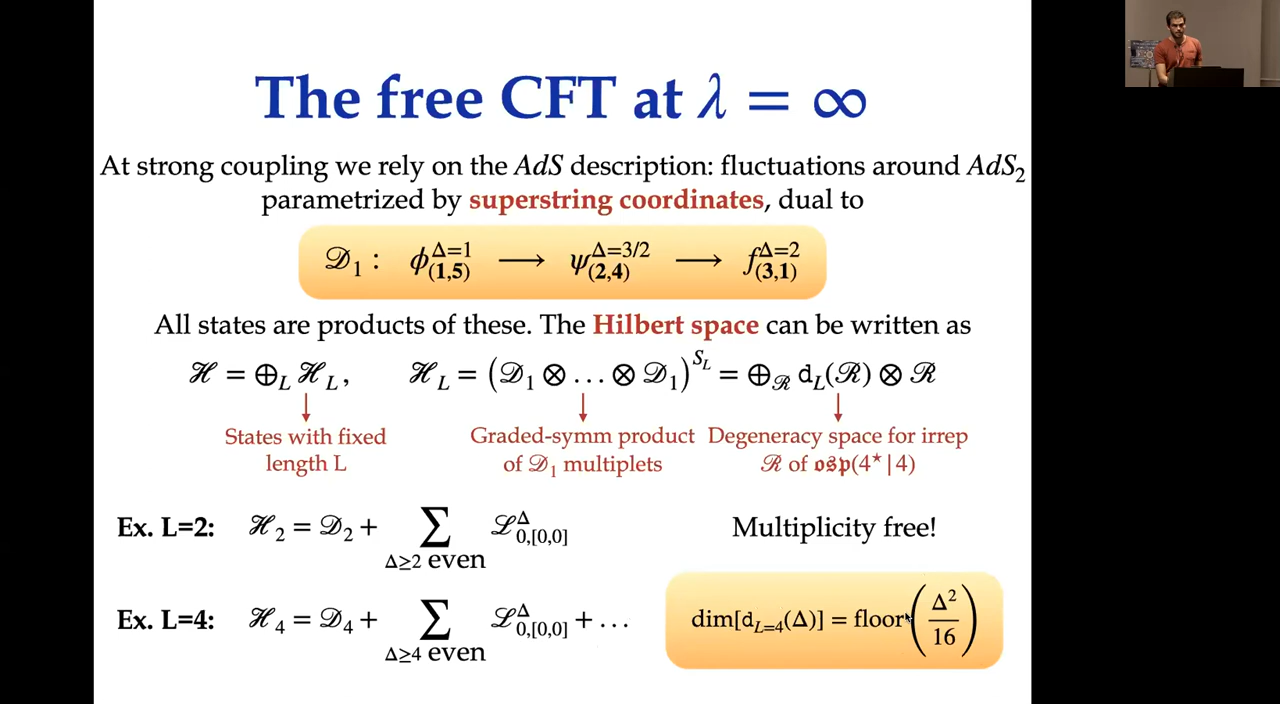 The free CFT at λ = ∞
At strong coupling we rely on the AdS description: fluctuations around AdS₂
parametrized by superstring coordinates, dual to
𝒟₁ : ϕ^{Δ=1}_{(1,5)} ⟶ ψ^{Δ=3/2}_{(2,4)} ⟶ f^{Δ=2}_{(3,1)}
All states are products of these. The Hilbert space can be written as
ℋ = ⊕_L ℋ_L, ℋ_L = (𝒟₁ ⊗ … ⊗ 𝒟₁)^{S_L} = ⊕_ℛ d_L(ℛ) ⊗ ℛ
States with fixed
length L
Graded-symm product
of 𝒟₁ multiplets
Degeneracy space for irrep
ℛ of 𝔬𝔰𝔭(4*|4)
Ex. L=2: ℋ₂ = 𝒟₂ + ∑_{Δ≥2 even} ℒ^Δ_{0,[0,0]} Multiplicity free!
Ex. L=4: ℋ₄ = 𝒟₄ + ∑_{Δ≥4 even} ℒ^Δ_{0,[0,0]} + … dim[d_{L=4}(Δ)] = floor(Δ²/16)